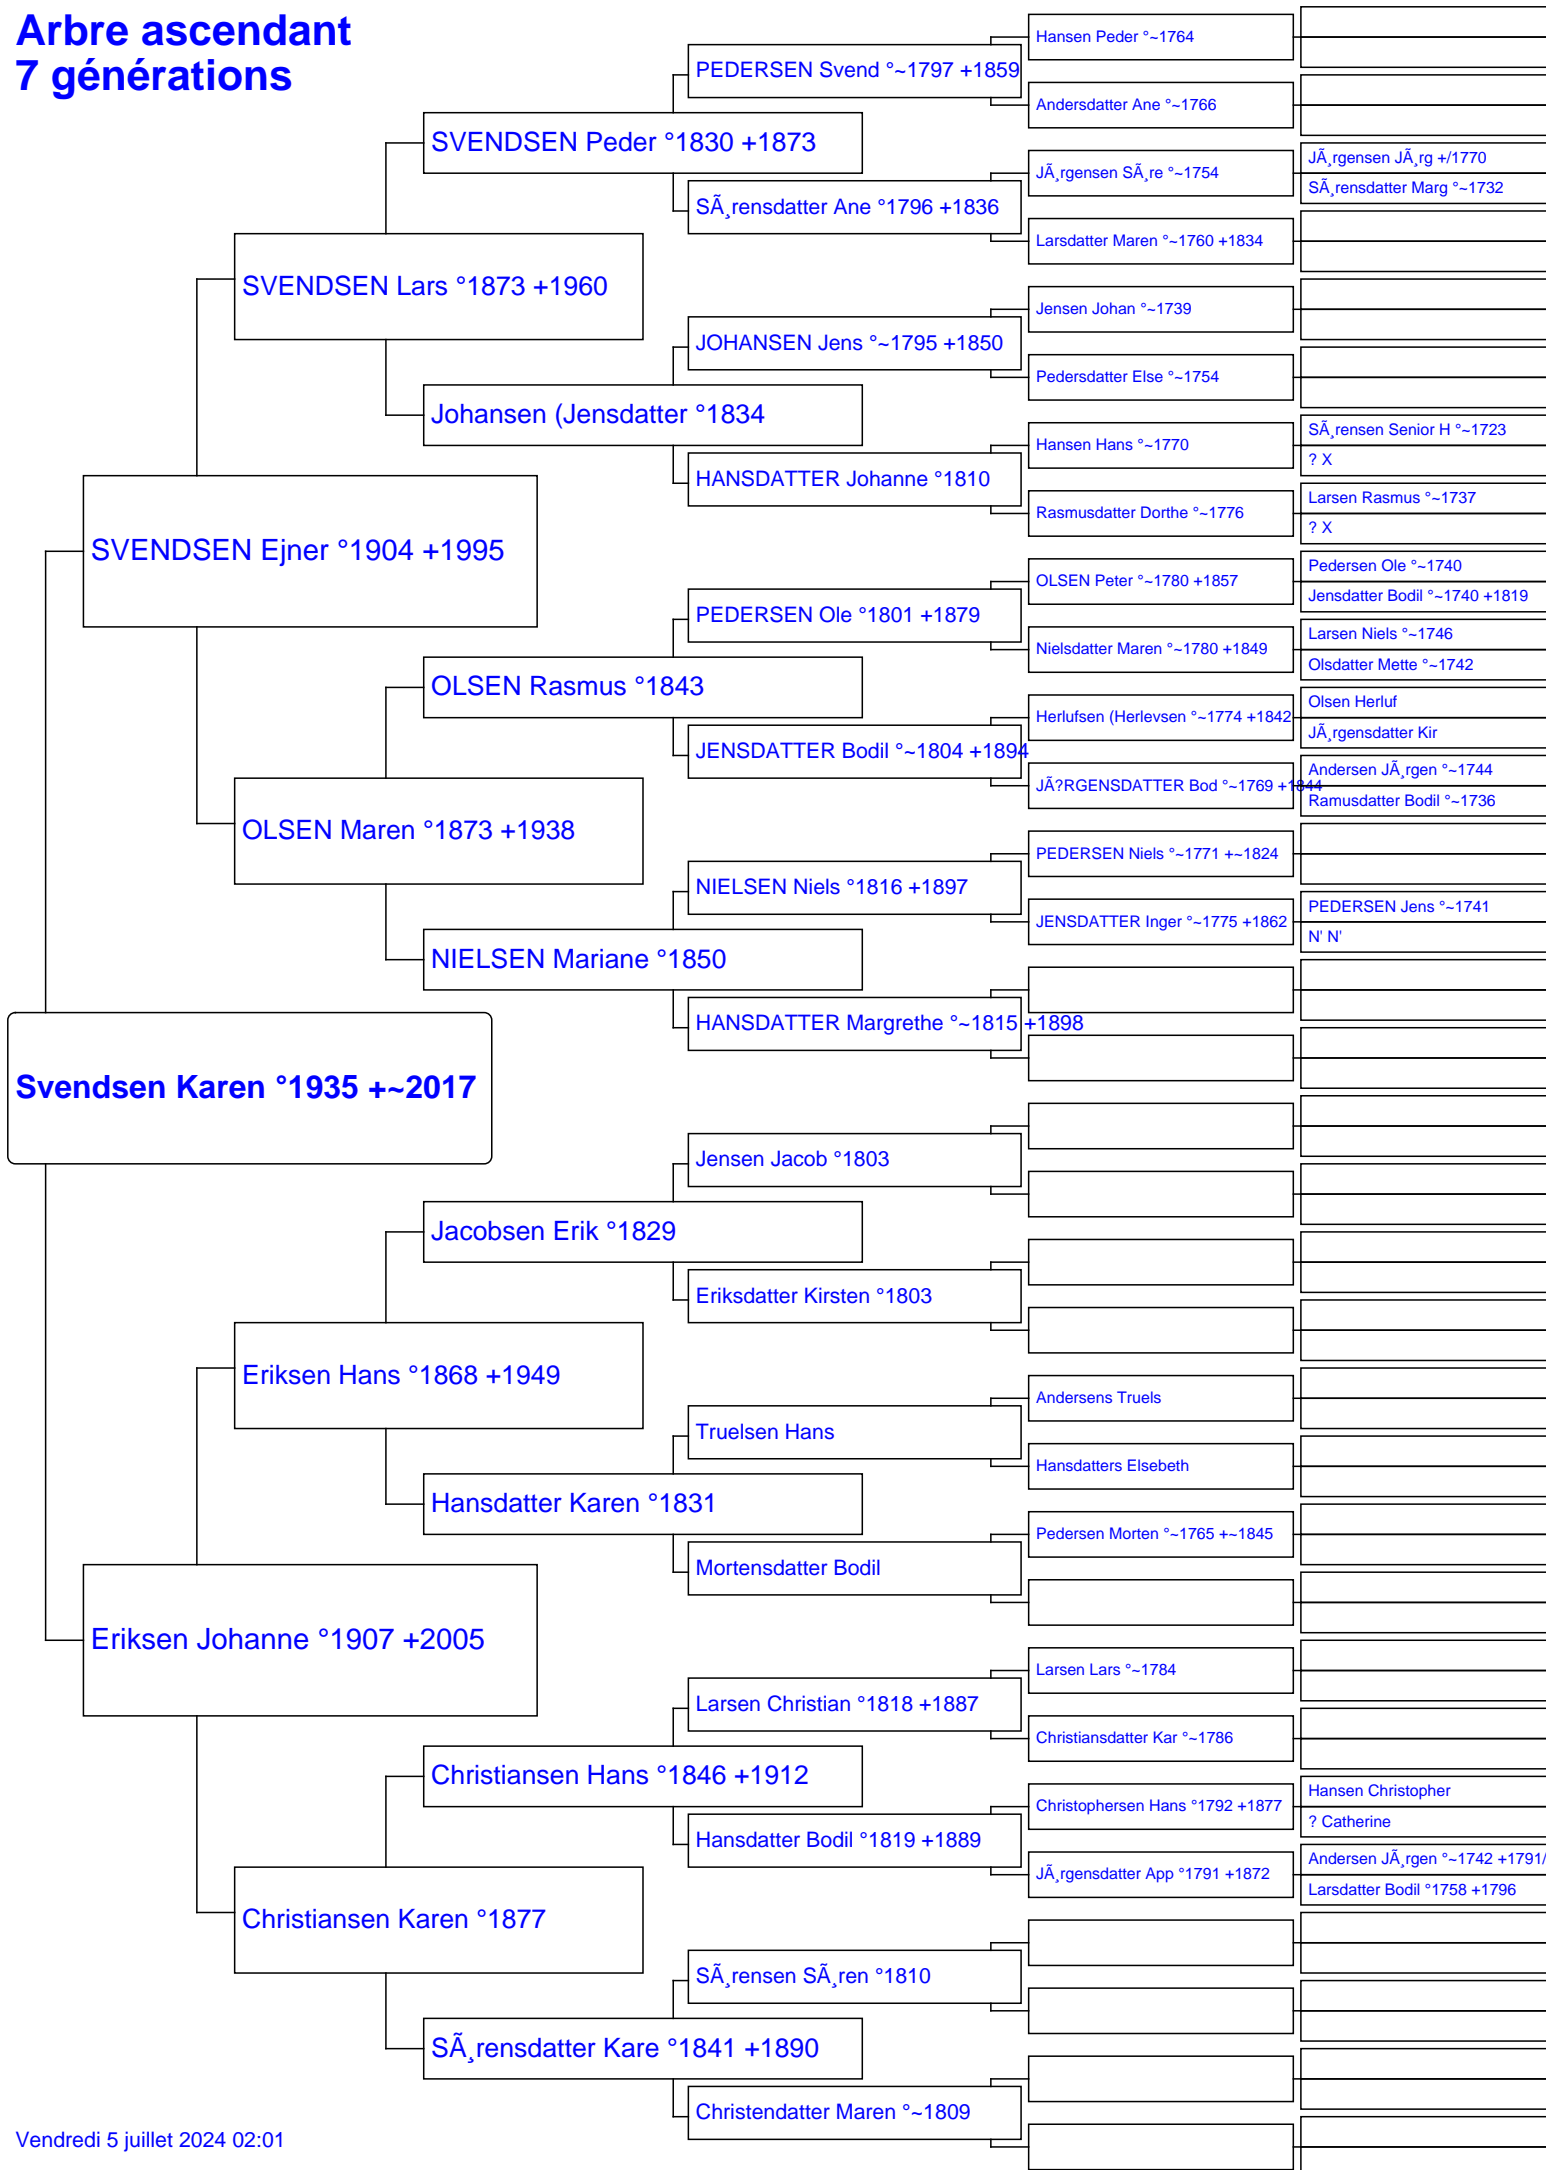 Arbre ascendant
7 générations
Svendsen Karen °1935 +~2017
SVENDSEN Ejner °1904 +1995
Eriksen Johanne °1907 +2005
SVENDSEN Lars °1873 +1960
OLSEN Maren °1873 +1938
Eriksen Hans °1868 +1949
Christiansen Karen °1877
SVENDSEN Peder °1830 +1873
Johansen (Jensdatter °1834
OLSEN Rasmus °1843
NIELSEN Mariane °1850
Jacobsen Erik °1829
Hansdatter Karen °1831
Christiansen Hans °1846 +1912
SÃ¸rensdatter Kare °1841 +1890
PEDERSEN Svend °~1797 +1859
SÃ¸rensdatter Ane °1796 +1836
JOHANSEN Jens °~1795 +1850
HANSDATTER Johanne °1810
PEDERSEN Ole °1801 +1879
JENSDATTER Bodil °~1804 +1894
NIELSEN Niels °1816 +1897
HANSDATTER Margrethe °~1815 +1898
Jensen Jacob °1803
Eriksdatter Kirsten °1803
Truelsen Hans
Mortensdatter Bodil
Larsen Christian °1818 +1887
Hansdatter Bodil °1819 +1889
SÃ¸rensen SÃ¸ren °1810
Christendatter Maren °~1809
Hansen Peder °~1764
Andersdatter Ane °~1766
JÃ¸rgensen SÃ¸re °~1754
Larsdatter Maren °~1760 +1834
Jensen Johan °~1739
Pedersdatter Else °~1754
Hansen Hans °~1770
Rasmusdatter Dorthe °~1776
OLSEN Peter °~1780 +1857
Nielsdatter Maren °~1780 +1849
Herlufsen (Herlevsen °~1774 +1842
JÃ?RGENSDATTER Bod °~1769 +1844
PEDERSEN Niels °~1771 +~1824
JENSDATTER Inger °~1775 +1862
Andersens Truels
Hansdatters Elsebeth
Pedersen Morten °~1765 +~1845
Larsen Lars °~1784
Christiansdatter Kar °~1786
Christophersen Hans °1792 +1877
JÃ¸rgensdatter App °1791 +1872
JÃ¸rgensen JÃ¸rg +/1770
SÃ¸rensdatter Marg °~1732
SÃ¸rensen Senior H °~1723
? X
Larsen Rasmus °~1737
? X
Pedersen Ole °~1740
Jensdatter Bodil °~1740 +1819
Larsen Niels °~1746
Olsdatter Mette °~1742
Olsen Herluf
JÃ¸rgensdatter Kir
Andersen JÃ¸rgen °~1744
Ramusdatter Bodil °~1736
PEDERSEN Jens °~1741
N' N'
Hansen Christopher
? Catherine
Andersen JÃ¸rgen °~1742 +1791/
Larsdatter Bodil °1758 +1796
Vendredi 5 juillet 2024 02:01